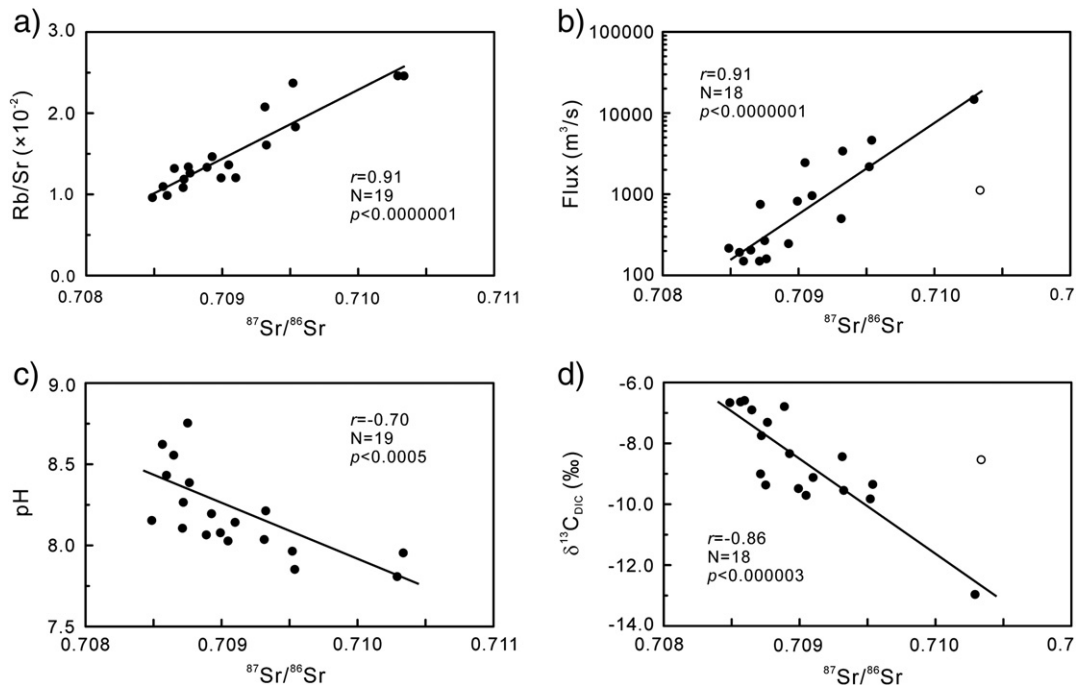 a)
3.0
2.0
1.0
0.0
Rb/Sr (×10⁻²)
r=0.91
N=19
p<0.0000001
0.708
0.709
0.710
0.711
⁸⁷Sr/⁸⁶Sr
b)
100000
10000
1000
100
Flux (m³/s)
r=0.91
N=18
p<0.0000001
0.708
0.709
0.710
0.7
⁸⁷Sr/⁸⁶Sr
c)
9.0
8.5
8.0
7.5
pH
r=-0.70
N=19
p<0.0005
0.708
0.709
0.710
0.711
⁸⁷Sr/⁸⁶Sr
d)
-6.0
-8.0
-10.0
-12.0
-14.0
δ¹³C_DIC (‰)
r=-0.86
N=18
p<0.000003
0.708
0.709
0.710
0.7
⁸⁷Sr/⁸⁶Sr